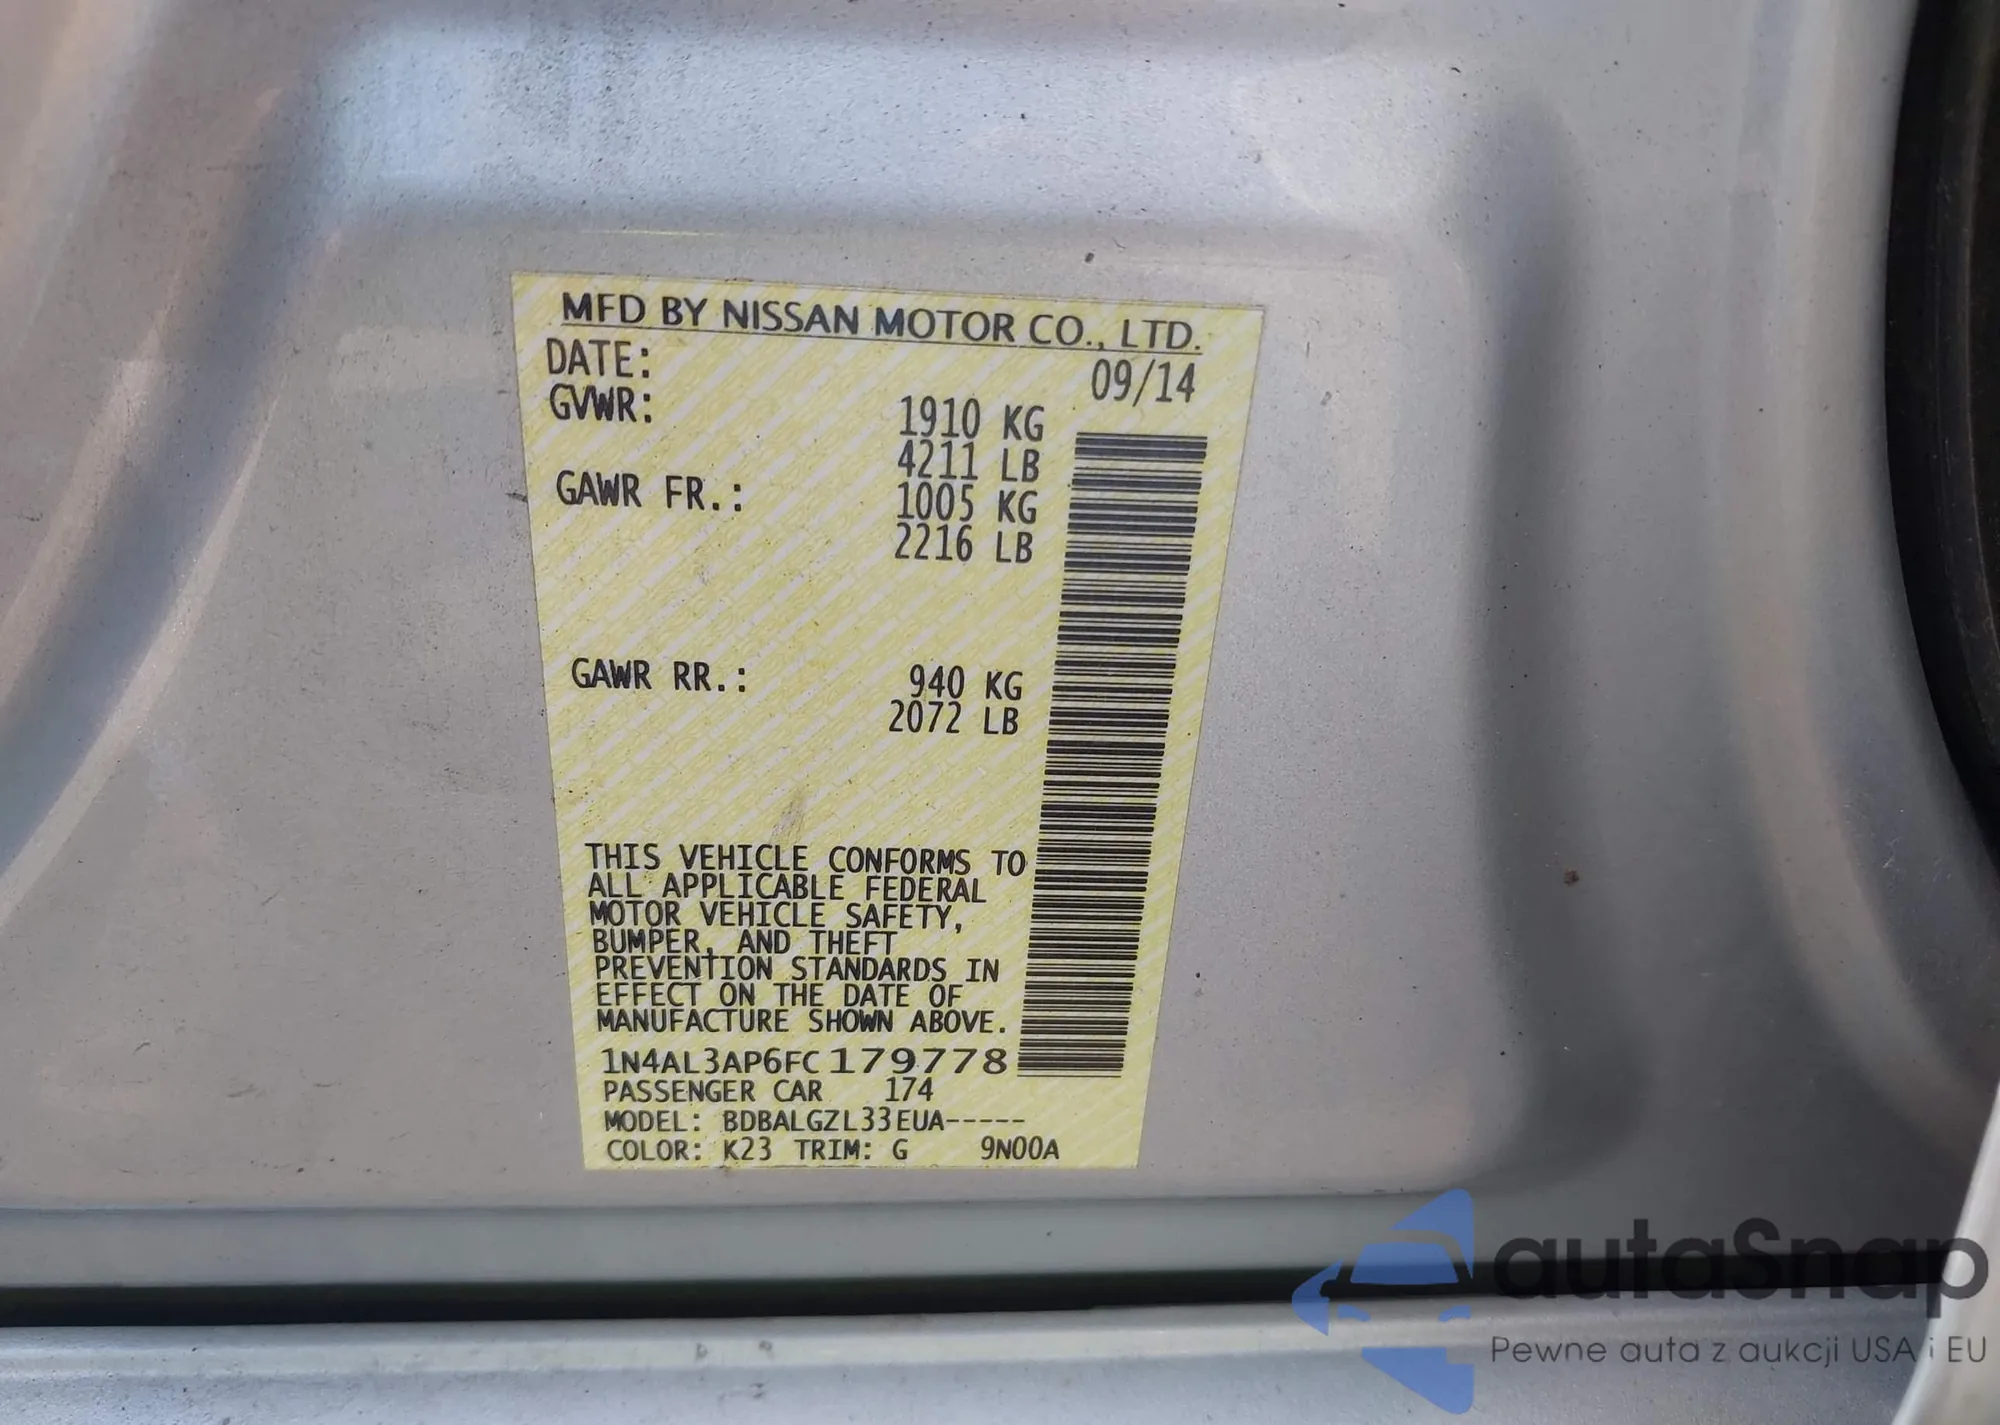 MFD BY NISSAN MOTOR CO., LTD.
DATE: 09/14
GVWR: 1910 KG
4211 LB
GAWR FR.: 1005 KG
2216 LB
GAWR RR.: 940 KG
2072 LB
THIS VEHICLE CONFORMS TO
ALL APPLICABLE FEDERAL
MOTOR VEHICLE SAFETY,
BUMPER, AND THEFT
PREVENTION STANDARDS IN
EFFECT ON THE DATE OF
MANUFACTURE SHOWN ABOVE.
1N4AL3AP6FC179778
PASSENGER CAR 174
MODEL: BDBALGZL33EUA-----
COLOR: K23 TRIM: G 9N00A
autaSnap
Pewne auta z aukcji USA i EU